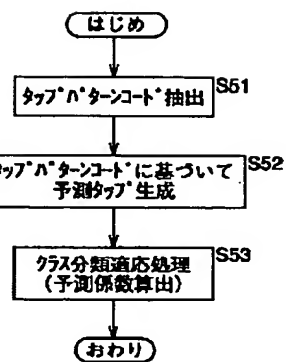 はじめ
タップパターンコード抽出
S51
タップパターンコードに基づいて
予測タップ生成
S52
クラス分類適応処理
(予測係数算出)
S53
おわり